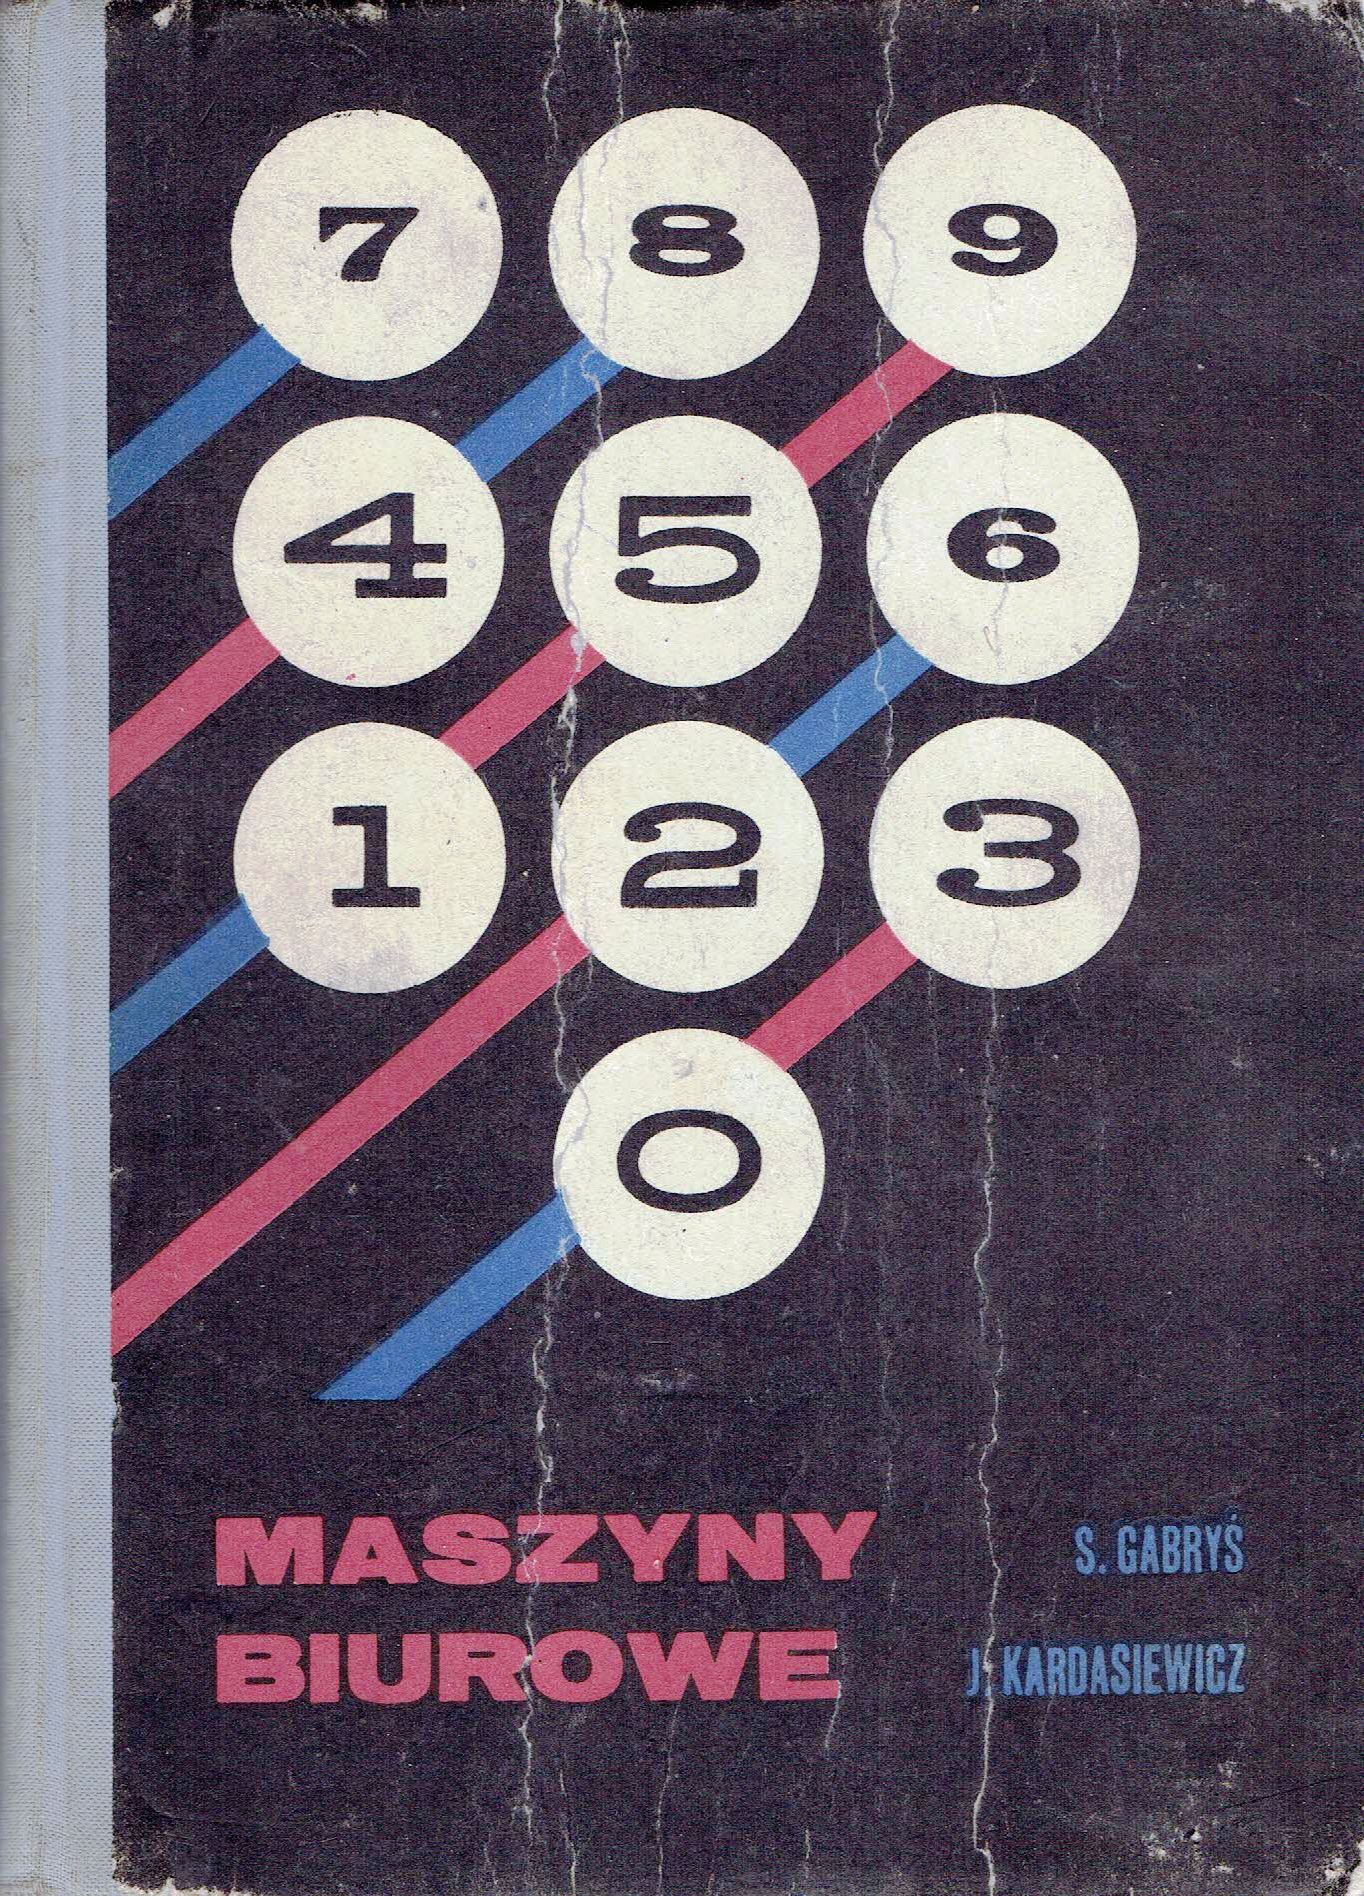 7 8 9
4 5 6
1 2 3
0
MASZYNY
BIUROWE
S. GABRYŚ
J. KARDASIEWICZ